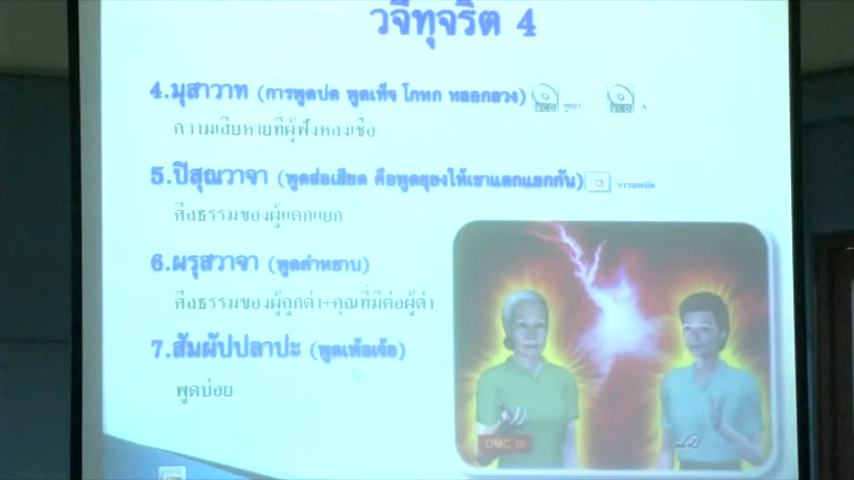 วจีทุจริต 4
4.มุสาวาท (การพูดปด พูดเท็จ โกหก หลอกลวง)
ความเสียหายที่ผู้ฟังหลงเชื่อ
5.ปิสุณวาจา (พูดส่อเสียด คือพูดยุยงให้เขาแตกแยกกัน)
ศีลธรรมของผู้แตกแยก
6.ผรุสวาจา (พูดคำหยาบ)
ศีลธรรมของผู้ถูกด่า+คุณที่มีต่อผู้ด่า
7.สัมผัปปลาปะ (พูดเพ้อเจ้อ)
พูดบ่อย
DMC.tv